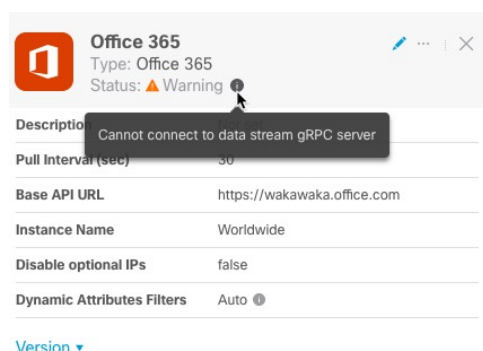 Office 365
Type: Office 365
Status: Warning
Cannot connect to data stream gRPC server
Description
Pull Interval (sec) 30
Base API URL https://wakawaka.office.com
Instance Name Worldwide
Disable optional IPs false
Dynamic Attributes Filters Auto
Version